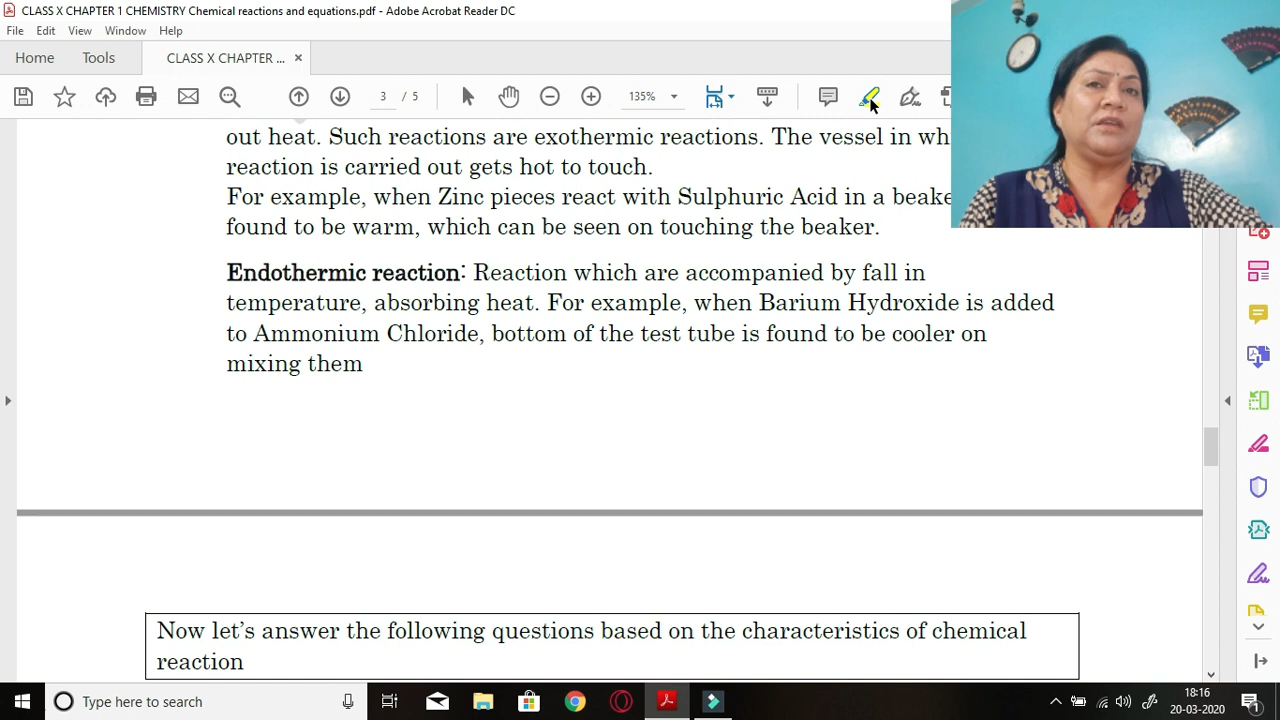 CLASS X CHAPTER 1 CHEMISTRY Chemical reactions and equations.pdf - Adobe Acrobat Reader DC
File Edit View Window Help
Home Tools CLASS X CHAPTER ... ×
3 / 5 135%
out heat. Such reactions are exothermic reactions. The vessel in
reaction is carried out gets hot to touch.
For example, when Zinc pieces react with Sulphuric Acid in a
found to be warm, which can be seen on touching the beaker.
Endothermic reaction: Reaction which are accompanied by fall in
temperature, absorbing heat. For example, when Barium Hydroxide is added
to Ammonium Chloride, bottom of the test tube is found to be cooler on
mixing them
Now let's answer the following questions based on the characteristics of chemical
reaction
Type here to search
18:16
20-03-2020
1